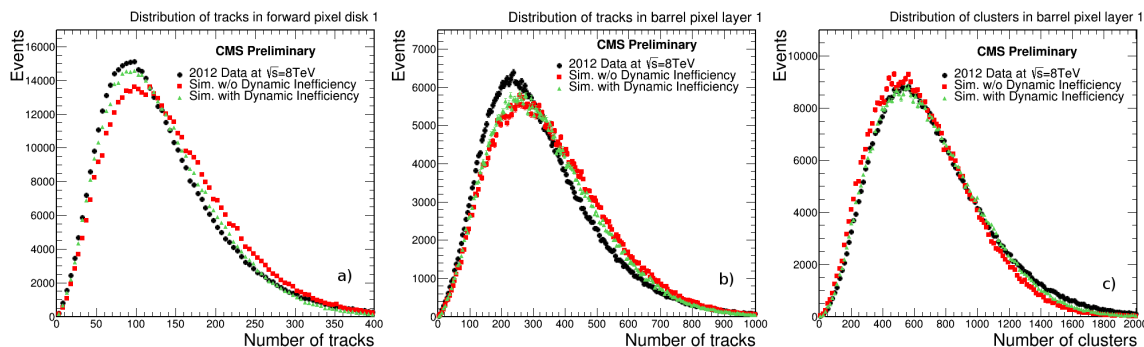 Distribution of tracks in forward pixel disk 1
Events
16000
14000
12000
10000
8000
6000
4000
2000
0
CMS Preliminary
2012 Data at √s=8TeV
Sim. w/o Dynamic Inefficiency
Sim. with Dynamic Inefficiency
a)
0 50 100 150 200 250 300 350 400
Number of tracks
Distribution of tracks in barrel pixel layer 1
Events
7000
6000
5000
4000
3000
2000
1000
0
CMS Preliminary
2012 Data at √s=8TeV
Sim. w/o Dynamic Inefficiency
Sim. with Dynamic Inefficiency
b)
0 100 200 300 400 500 600 700 800 900 1000
Number of tracks
Distribution of clusters in barrel pixel layer 1
Events
10000
8000
6000
4000
2000
0
CMS Preliminary
2012 Data at √s=8TeV
Sim. w/o Dynamic Inefficiency
Sim. with Dynamic Inefficiency
c)
0 200 400 600 800 1000 1200 1400 1600 1800 2000
Number of clusters